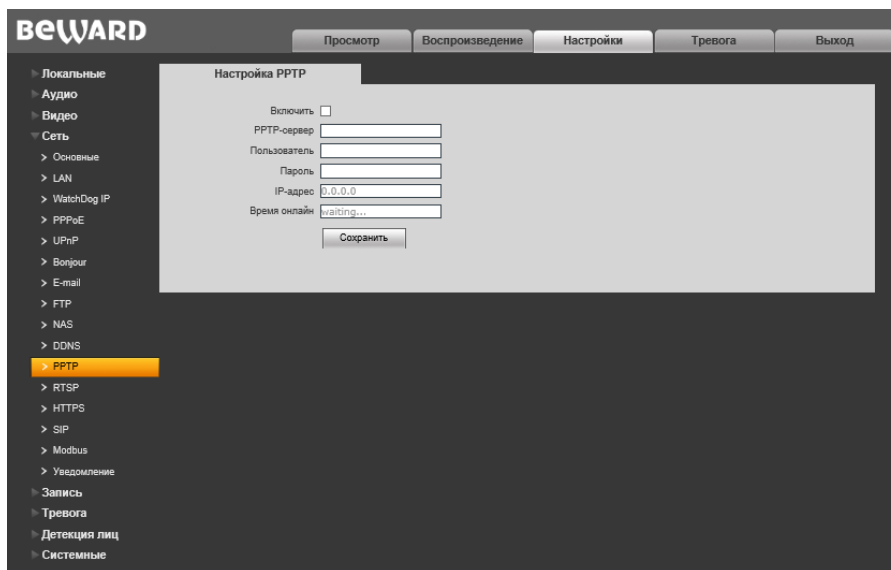 BEWARD
Просмотр Воспроизведение Настройки Тревога Выход
Локальные
Аудио
Видео
Сеть
Основные
LAN
WatchDog IP
PPPoE
UPnP
Bonjour
E-mail
FTP
NAS
DDNS
PPTP
RTSP
HTTPS
SIP
Modbus
Уведомление
Запись
Тревога
Детекция лиц
Системные
Настройка PPTP
Включить
PPTP-сервер
Пользователь
Пароль
IP-адрес 0.0.0.0
Время онлайн waiting...
Сохранить